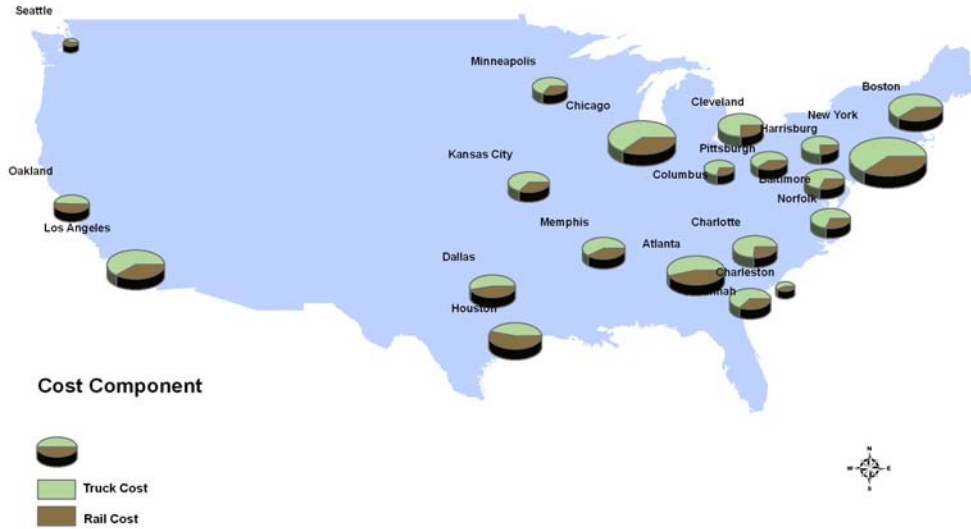 Seattle
Minneapolis
Boston
Chicago
Cleveland
New York
Harrisburg
Pittsburgh
Kansas City
Oakland
Columbus
Baltimore
Norfolk
Los Angeles
Memphis
Charlotte
Atlanta
Dallas
Charleston
Houston
Cost Component
Truck Cost
Rail Cost
N
W
E
S